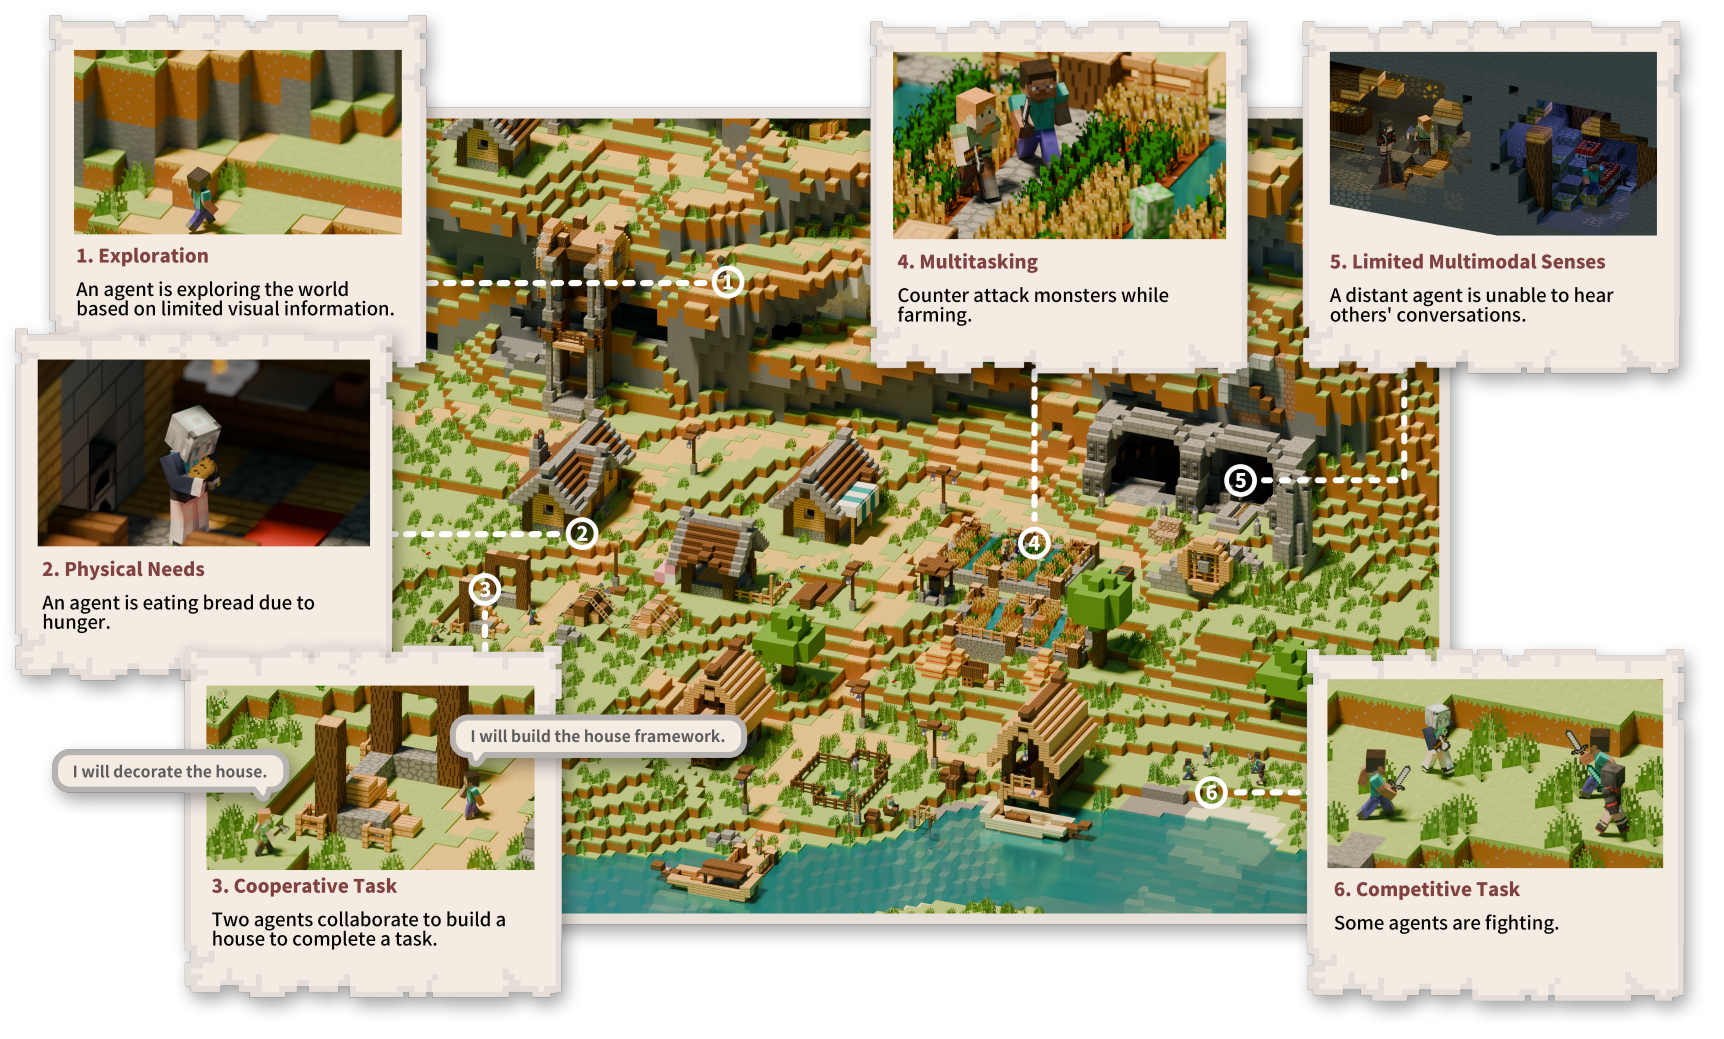 1. Exploration
An agent is exploring the world
based on limited visual information.
2. Physical Needs
An agent is eating bread due to
hunger.
I will decorate the house.
I will build the house framework.
3. Cooperative Task
Two agents collaborate to build a
house to complete a task.
4. Multitasking
Counter attack monsters while
farming.
5. Limited Multimodal Senses
A distant agent is unable to hear
others' conversations.
6. Competitive Task
Some agents are fighting.
1
2
3
4
5
6